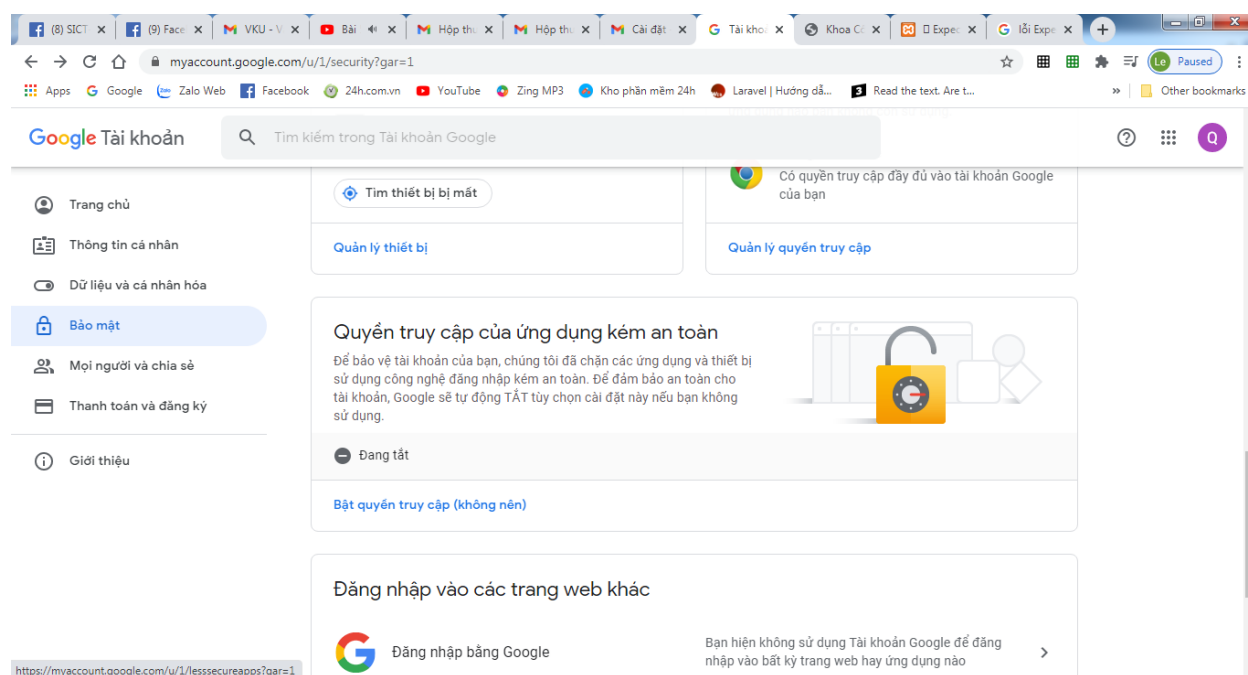 (8) SICT
(9) Face
VKU - V
Bài
Hộp thu
Hộp thu
Cài đặt
Tài kho
Khoa Cô
Expec
lỗi Expe
myaccount.google.com/u/1/security?gar=1
Le Paused
Apps
Google
Zalo Web
Facebook
24h.com.vn
YouTube
Zing MP3
Kho phần mềm 24h
Laravel | Hướng dẫ...
Read the text. Are t...
»
Other bookmarks
Google Tài khoản
Tìm kiếm trong Tài khoản Google
Q
Trang chủ
Thông tin cá nhân
Dữ liệu và cá nhân hóa
Bảo mật
Mọi người và chia sẻ
Thanh toán và đăng ký
Giới thiệu
Tìm thiết bị bị mất
Quản lý thiết bị
Có quyền truy cập đầy đủ vào tài khoản Google
của bạn
Quản lý quyền truy cập
Quyền truy cập của ứng dụng kém an toàn
Để bảo vệ tài khoản của bạn, chúng tôi đã chặn các ứng dụng và thiết bị
sử dụng công nghệ đăng nhập kém an toàn. Để đảm bảo an toàn cho
tài khoản, Google sẽ tự động TẮT tùy chọn cài đặt này nếu bạn không
sử dụng.
Đang tắt
Bật quyền truy cập (không nên)
Đăng nhập vào các trang web khác
Đăng nhập bằng Google
Bạn hiện không sử dụng Tài khoản Google để đăng
nhập vào bất kỳ trang web hay ứng dụng nào
https://myaccount.google.com/u/1/lesssecureapps?gar=1